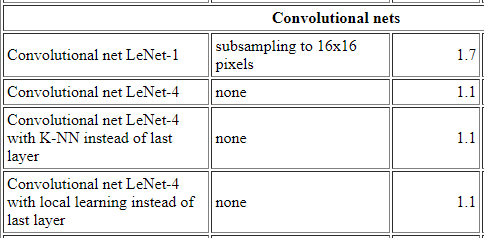 Convolutional nets
Convolutional net LeNet-1
subsampling to 16x16
pixels
1.7
Convolutional net LeNet-4
none
1.1
Convolutional net LeNet-4
with K-NN instead of last
layer
none
1.1
Convolutional net LeNet-4
with local learning instead of
last layer
none
1.1